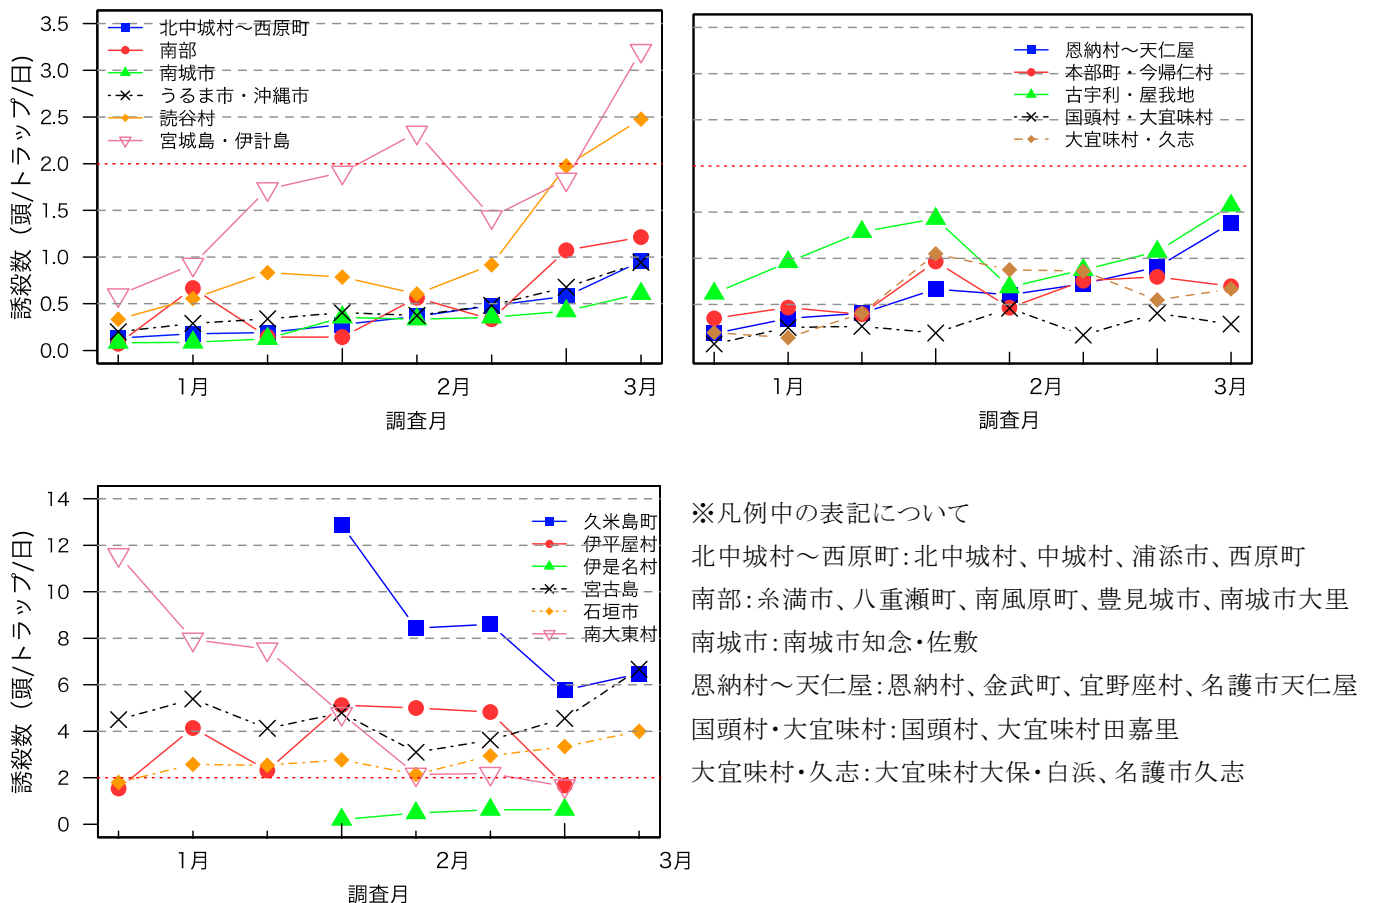 3.5
3.0
2.5
2.0
1.5
1.0
0.5
0.0
誘殺数（頭/トラップ/日)
北中城村～西原町
南部
南城市
うるま市・沖縄市
読谷村
宮城島・伊計島
1月
2月
3月
調査月
恩納村～天仁屋
本部町・今帰仁村
古宇利・屋我地
国頭村・大宜味村
大宜味村・久志
1月
2月
3月
調査月
14
12
10
8
6
4
2
0
誘殺数（頭/トラップ/日)
久米島町
伊平屋村
伊是名村
宮古島
石垣市
南大東村
1月
2月
3月
調査月
※凡例中の表記について
北中城村～西原町：北中城村、中城村、浦添市、西原町
南部：糸満市、八重瀬町、南風原町、豊見城市、南城市大里
南城市：南城市知念・佐敷
恩納村～天仁屋：恩納村、金武町、宜野座村、名護市天仁屋
国頭村・大宜味村：国頭村、大宜味村田嘉里
大宜味村・久志：大宜味村大保・白浜、名護市久志